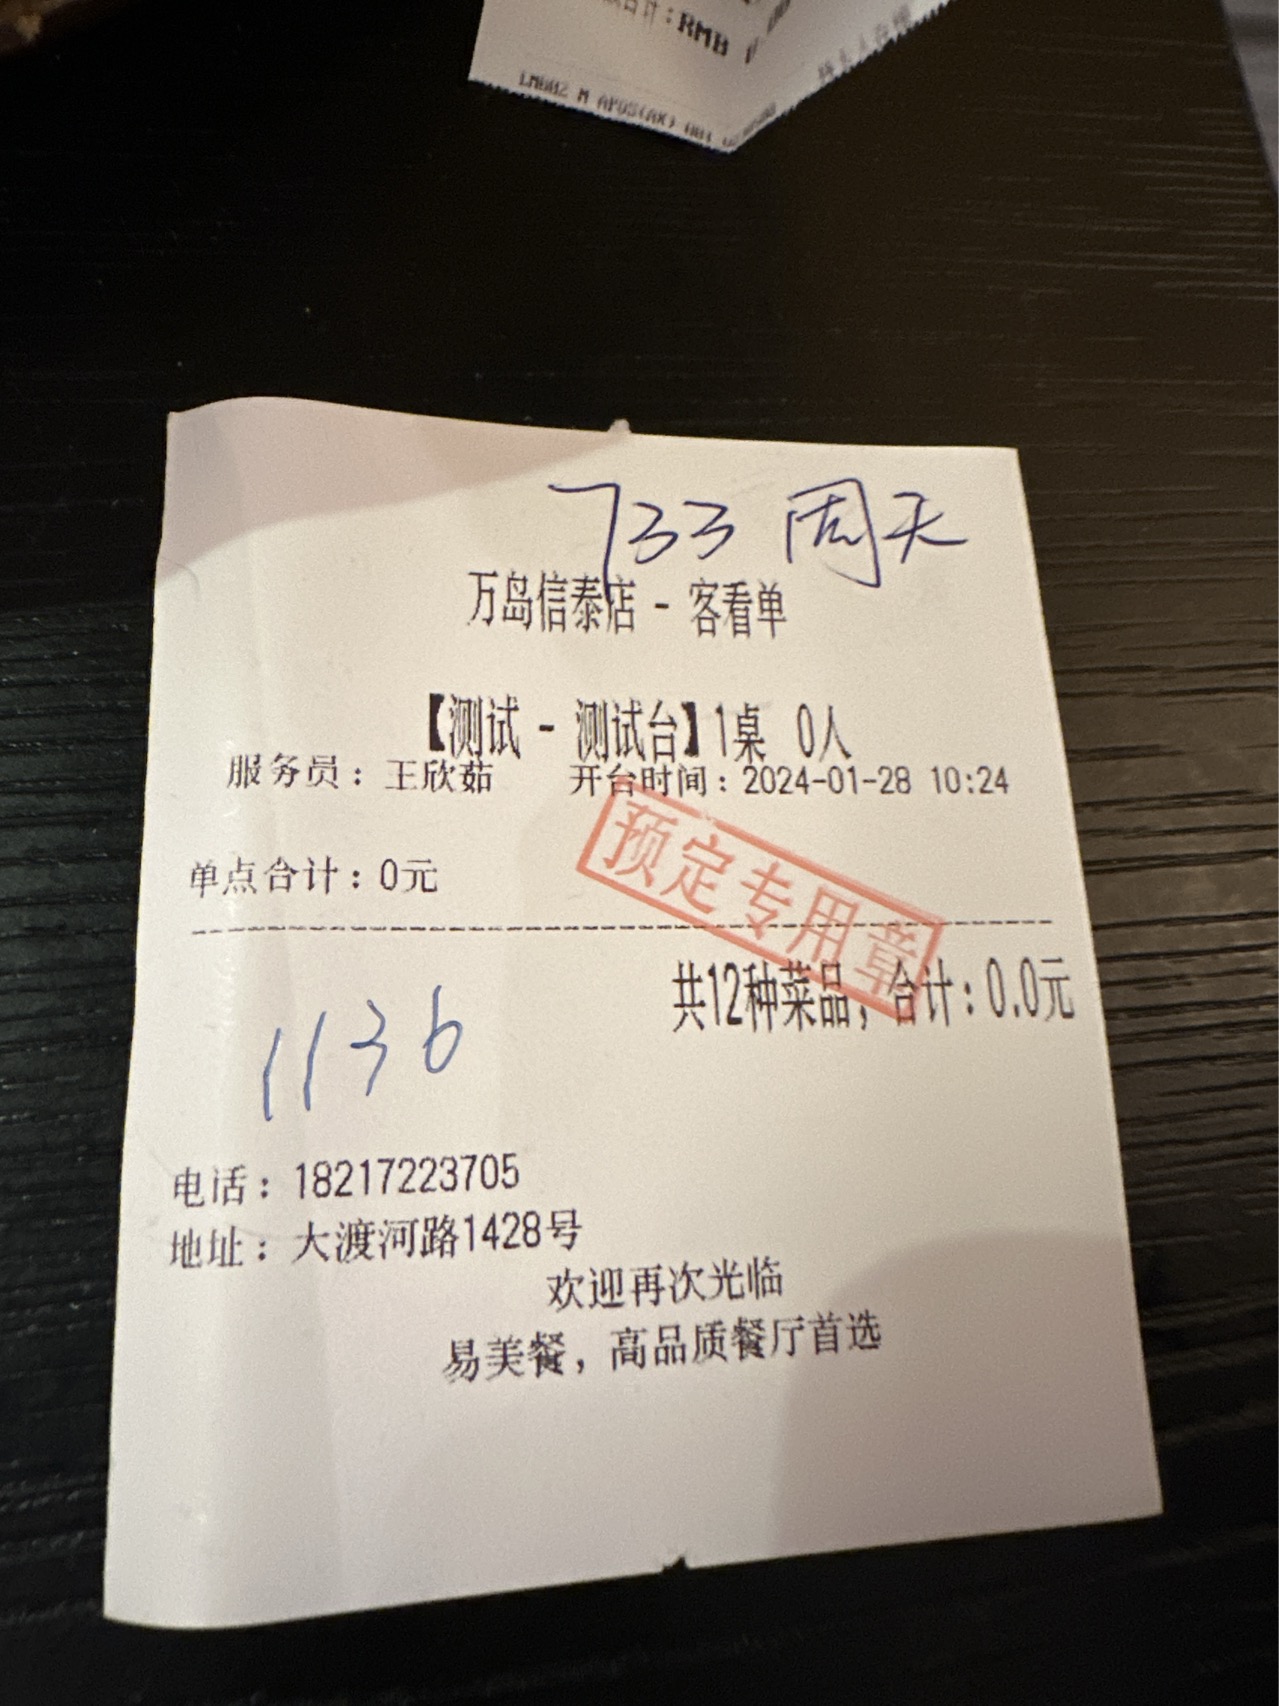 RMB
733 周天
万岛信泰店 - 客看单
【测试 - 测试台】1桌 0人
服务员：王欣茹 开台时间：2024-01-28 10:24
预定专用章
单点合计：0元
共12种菜品，合计：0.0元
1136
电话：18217223705
地址：大渡河路1428号
欢迎再次光临
易美餐，高品质餐厅首选